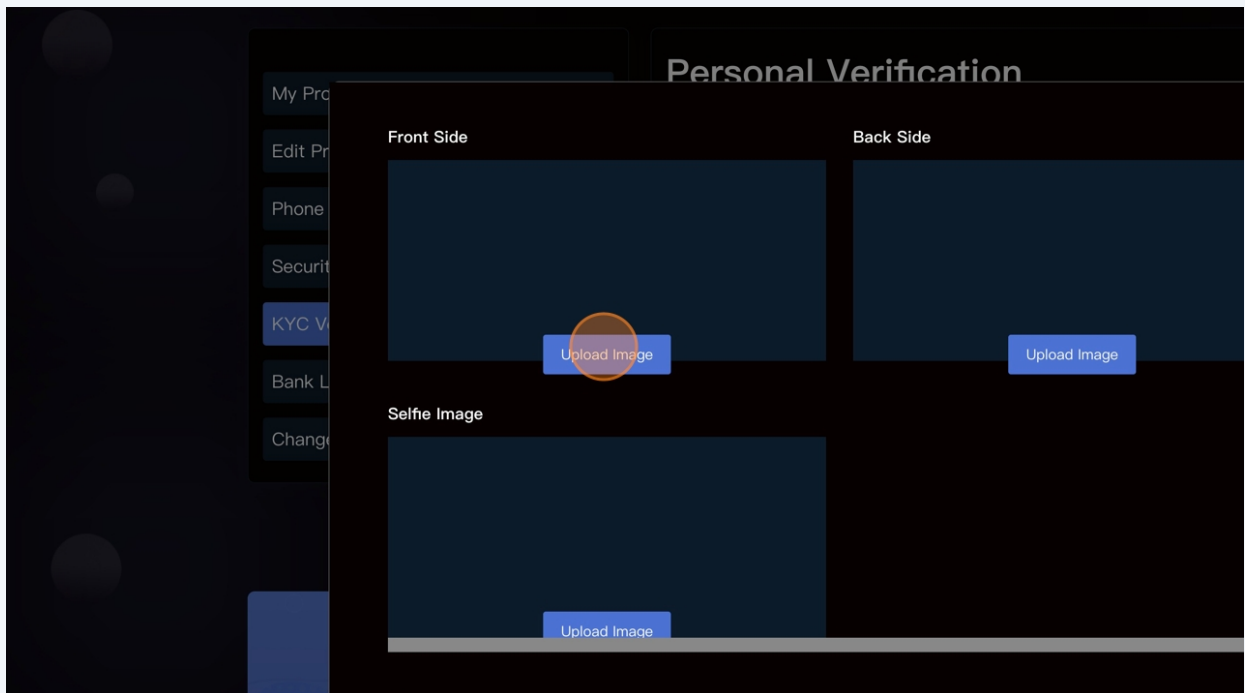 Personal Verification
My Pro
Edit Pr
Phone
Securit
KYC V
Bank L
Change
Front Side
Back Side
Upload Image
Upload Image
Selfie Image
Upload Image